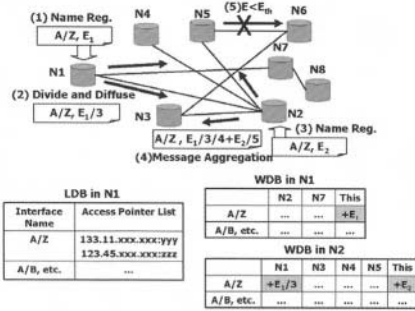 (1) Name Reg.
A/Z, E1
N1
N4
N5
(5)E<Eth
N6
N7
N8
(2) Divide and Diffuse
A/Z, E1/3
N3
N2
A/Z , E1/3/4+E2/5
(4)Message Aggregation
(3) Name Reg.
A/Z, E2
LDB in N1
Interface Name Access Pointer List
A/Z 133.11.xxx.xxx:yyy
123.45.xxx.xxx:zzz
A/B, etc. ...
WDB in N1
N2 N7 This
A/Z ... ... +E1
A/B, etc. ... ... ...
WDB in N2
N1 N3 N4 N5 This
A/Z +E1/3 ... ... ... +E2
A/B, etc. ... ... ... ... ...